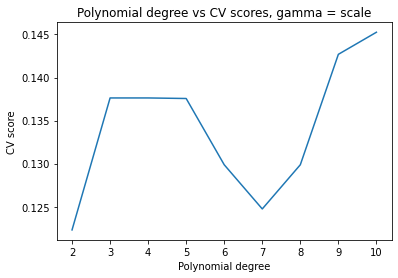 Polynomial degree vs CV scores, gamma = scale
0.145
0.140
0.135
0.130
0.125
CV score
2 3 4 5 6 7 8 9 10
Polynomial degree